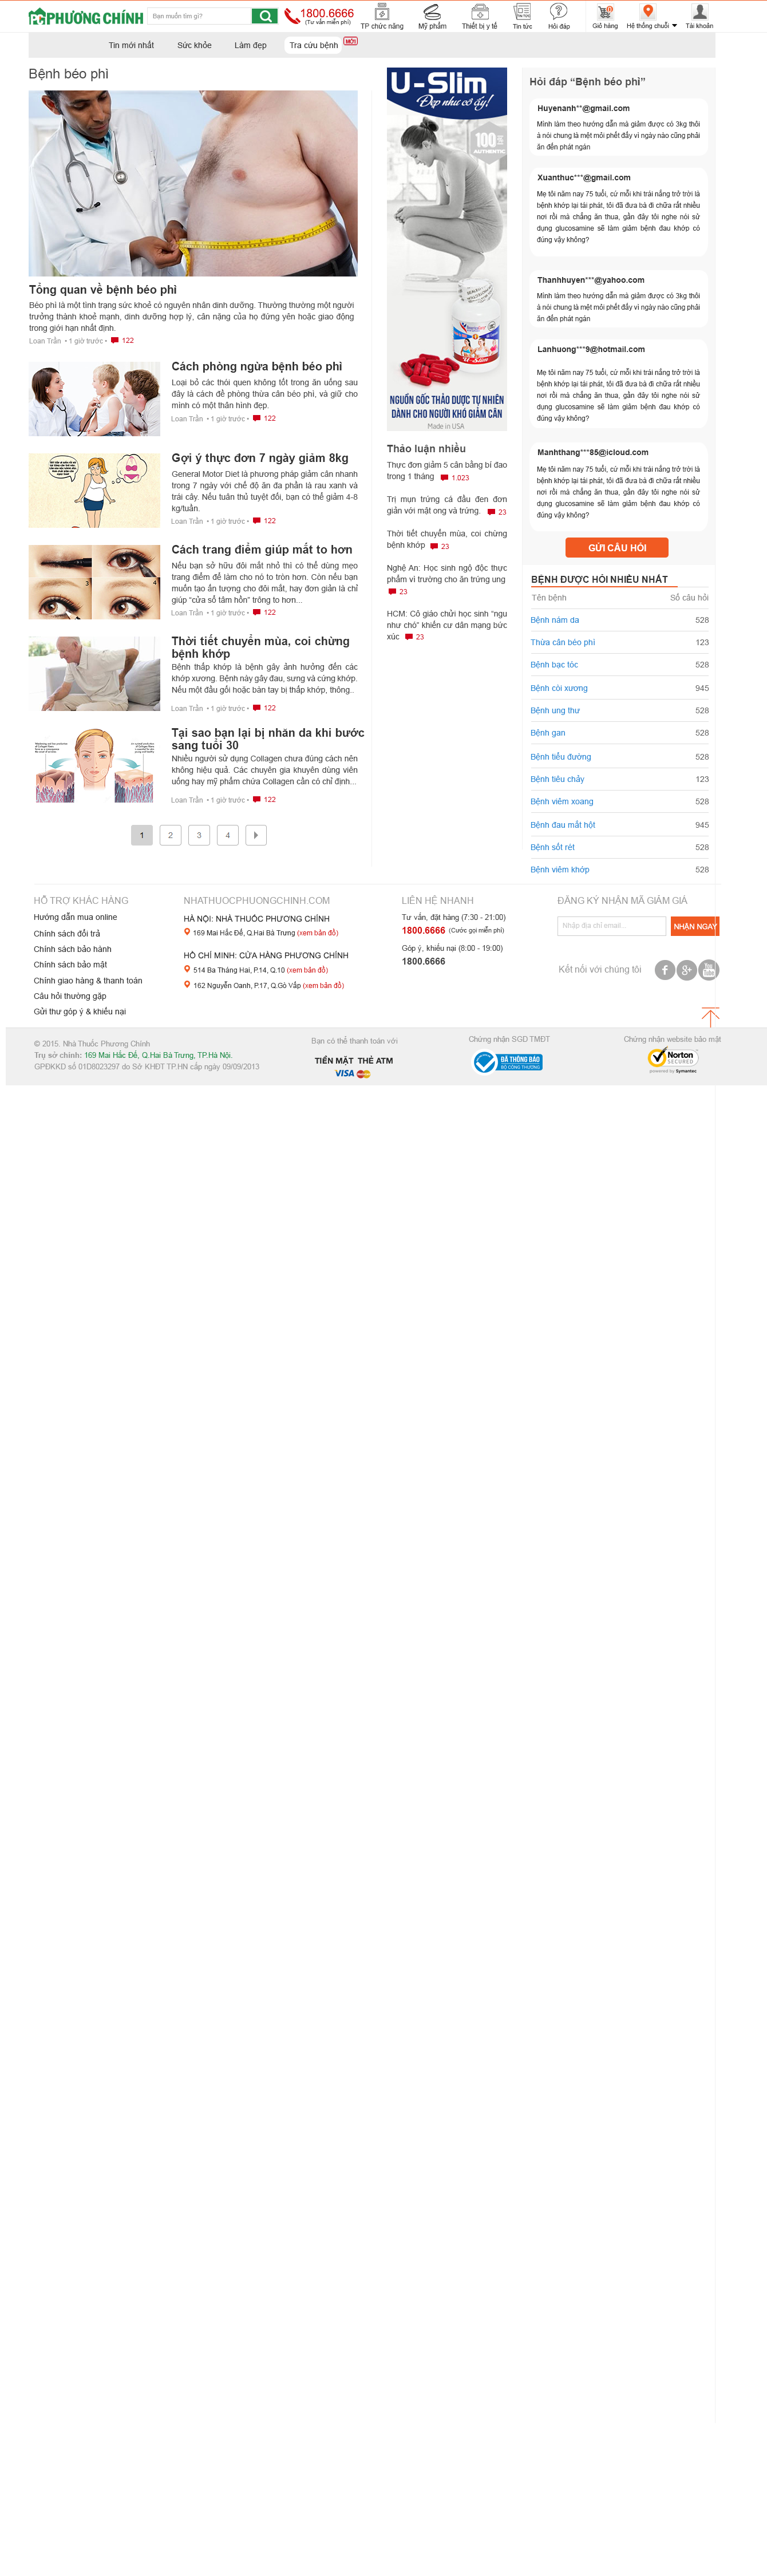 PHƯƠNG CHÍNH
Bạn muốn tìm gì?
1800.6666
(Tư vấn miễn phí)
TP chức năng
Mỹ phẩm
Thiết bị y tế
Tin tức
Hỏi đáp
Giỏ hàng
Hệ thống chuỗi
Tài khoản
Tin mới nhất
Sức khỏe
Làm đẹp
Tra cứu bệnh
MỚI
Bệnh béo phì
Tổng quan về bệnh béo phì
Béo phì là một tình trạng sức khoẻ có nguyên nhân dinh dưỡng. Thường thường một người
trưởng thành khoẻ mạnh, dinh dưỡng hợp lý, cân nặng của họ đừng yên hoặc giao động
trong giới hạn nhất định.
Loan Trần • 1 giờ trước • 122
Cách phòng ngừa bệnh béo phì
Loại bỏ các thói quen không tốt trong ăn uống sau
đây là cách đề phòng thừa cân béo phì, và giữ cho
mình có một thân hình đẹp.
Loan Trần • 1 giờ trước • 122
Gợi ý thực đơn 7 ngày giảm 8kg
General Motor Diet là phương pháp giảm cân nhanh
trong 7 ngày với chế độ ăn đa phần là rau xanh và
trái cây. Nếu tuân thủ tuyệt đối, bạn có thể giảm 4-8
kg/tuần.
Loan Trần • 1 giờ trước • 122
Cách trang điểm giúp mắt to hơn
Nếu bạn sở hữu đôi mắt nhỏ thì có thể dùng mẹo
trang điểm để làm cho nó to tròn hơn. Còn nếu bạn
muốn tạo ấn tượng cho đôi mắt, hay đơn giản là chỉ
giúp “cửa sổ tâm hồn” trông to hơn...
Loan Trần • 1 giờ trước • 122
Thời tiết chuyển mùa, coi chừng
bệnh khớp
Bệnh thấp khớp là bệnh gây ảnh hưởng đến các
khớp xương. Bệnh này gây đau, sưng và cứng khớp.
Nếu một đầu gối hoặc bàn tay bị thấp khớp, thông..
Loan Trần • 1 giờ trước • 122
Tại sao bạn lại bị nhăn da khi bước
sang tuổi 30
Nhiều người sử dụng Collagen chưa đúng cách nên
không hiệu quả. Các chuyên gia khuyên dùng viên
uống hay mỹ phẩm chứa Collagen cần có chỉ định...
Loan Trần • 1 giờ trước • 122
1 2 3 4
U-Slim
Đẹp như cô ấy!
100%
AUTHENTIC
NGUỒN GỐC THẢO DƯỢC TỰ NHIÊN
DÀNH CHO NGƯỜI KHÓ GIẢM CÂN
Made in USA
Thảo luận nhiều
Thực đơn giảm 5 cân bằng bí đao
trong 1 tháng 1.023
Trị mụn trứng cá đầu đen đơn
giản với mật ong và trứng. 23
Thời tiết chuyển mùa, coi chừng
bệnh khớp 23
Nghệ An: Học sinh ngộ độc thực
phẩm vì trường cho ăn trứng ung
23
HCM: Cô giáo chửi học sinh “ngu
như chó” khiến cư dân mạng bức
xúc 23
Hỏi đáp “Bệnh béo phì”
Huyenanh**@gmail.com
Mình làm theo hướng dẫn mà giảm được có 3kg thôi
à nói chung là mệt mỏi phết đấy vì ngày nào cũng phải
ăn đến phát ngán
Xuanthuc***@gmail.com
Mẹ tôi năm nay 75 tuổi, cứ mỗi khi trái nắng trở trời là
bệnh khớp lại tái phát, tôi đã đưa bà đi chữa rất nhiều
nơi rồi mà chẳng ăn thua, gần đây tôi nghe nói sử
dụng glucosamine sẽ làm giảm bệnh đau khớp có
đúng vậy không?
Thanhhuyen***@yahoo.com
Mình làm theo hướng dẫn mà giảm được có 3kg thôi
à nói chung là mệt mỏi phết đấy vì ngày nào cũng phải
ăn đến phát ngán
Lanhuong***9@hotmail.com
Mẹ tôi năm nay 75 tuổi, cứ mỗi khi trái nắng trở trời là
bệnh khớp lại tái phát, tôi đã đưa bà đi chữa rất nhiều
nơi rồi mà chẳng ăn thua, gần đây tôi nghe nói sử
dụng glucosamine sẽ làm giảm bệnh đau khớp có
đúng vậy không?
Manhthang***85@icloud.com
Mẹ tôi năm nay 75 tuổi, cứ mỗi khi trái nắng trở trời là
bệnh khớp lại tái phát, tôi đã đưa bà đi chữa rất nhiều
nơi rồi mà chẳng ăn thua, gần đây tôi nghe nói sử
dụng glucosamine sẽ làm giảm bệnh đau khớp có
đúng vậy không?
GỬI CÂU HỎI
BỆNH ĐƯỢC HỎI NHIỀU NHẤT
Tên bệnh Số câu hỏi
Bệnh nám da 528
Thừa cân béo phì 123
Bệnh bạc tóc 528
Bệnh còi xương 945
Bệnh ung thư 528
Bệnh gan 528
Bệnh tiểu đường 528
Bệnh tiêu chảy 123
Bệnh viêm xoang 528
Bệnh đau mắt hột 945
Bệnh sốt rét 528
Bệnh viêm khớp 528
HỖ TRỢ KHÁC HÀNG
Hướng dẫn mua online
Chính sách đổi trả
Chính sách bảo hành
Chính sách bảo mật
Chính giao hàng & thanh toán
Câu hỏi thường gặp
Gửi thư góp ý & khiếu nại
NHATHUOCPHUONGCHINH.COM
HÀ NỘI: NHÀ THUỐC PHƯƠNG CHÍNH
169 Mai Hắc Đế, Q.Hai Bà Trưng (xem bản đồ)
HỒ CHÍ MINH: CỬA HÀNG PHƯƠNG CHÍNH
514 Ba Tháng Hai, P.14, Q.10 (xem bản đồ)
162 Nguyễn Oanh, P.17, Q.Gò Vấp (xem bản đồ)
LIÊN HỆ NHANH
Tư vấn, đặt hàng (7:30 - 21:00)
1800.6666 (Cước gọi miễn phí)
Góp ý, khiếu nại (8:00 - 19:00)
1800.6666
ĐĂNG KÝ NHẬN MÃ GIẢM GIÁ
Nhập địa chỉ email...
NHẬN NGAY
Kết nối với chúng tôi
© 2015. Nhà Thuốc Phương Chính
Trụ sở chính: 169 Mai Hắc Đế, Q.Hai Bà Trưng, TP.Hà Nội.
GPĐKKD số 01D8023297 do Sở KHĐT TP.HN cấp ngày 09/09/2013
Bạn có thể thanh toán với
TIỀN MẶT THẺ ATM
VISA
Chứng nhận SGD TMĐT
ĐÃ THÔNG BÁO
BỘ CÔNG THƯƠNG
Chứng nhận website bảo mật
Norton
SECURED
powered by Symantec